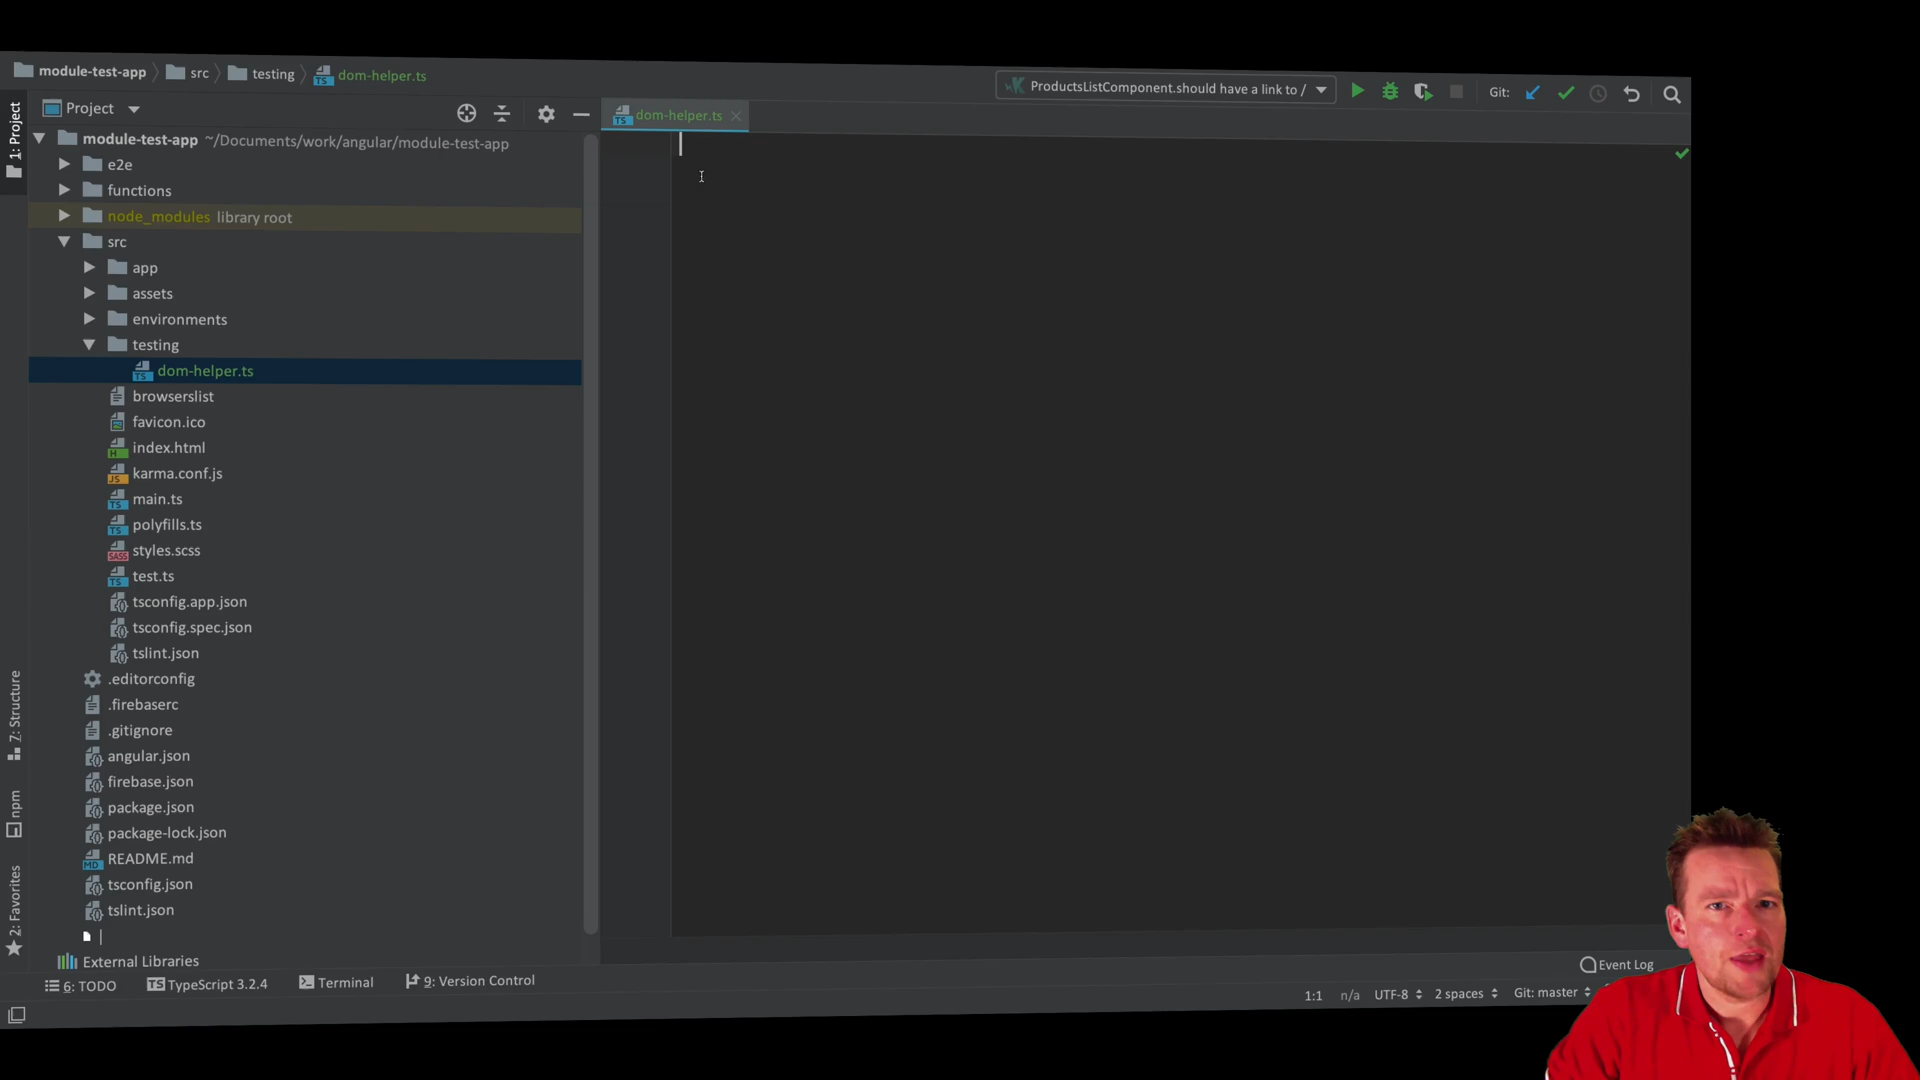 module-test-app
src
testing
dom-helper.ts
ProductsListComponent.should have a link to /
Git:
1: Project
Project
dom-helper.ts
module-test-app ~/Documents/work/angular/module-test-app
e2e
functions
node_modules library root
src
app
assets
environments
testing
dom-helper.ts
browserslist
favicon.ico
index.html
karma.conf.js
main.ts
polyfills.ts
styles.scss
test.ts
tsconfig.app.json
tsconfig.spec.json
tslint.json
.editorconfig
.firebaserc
.gitignore
angular.json
firebase.json
package.json
package-lock.json
README.md
tsconfig.json
tslint.json
External Libraries
7: Structure
npm
2: Favorites
6: TODO
TypeScript 3.2.4
Terminal
9: Version Control
Event Log
1:1
n/a
UTF-8
2 spaces
Git: master